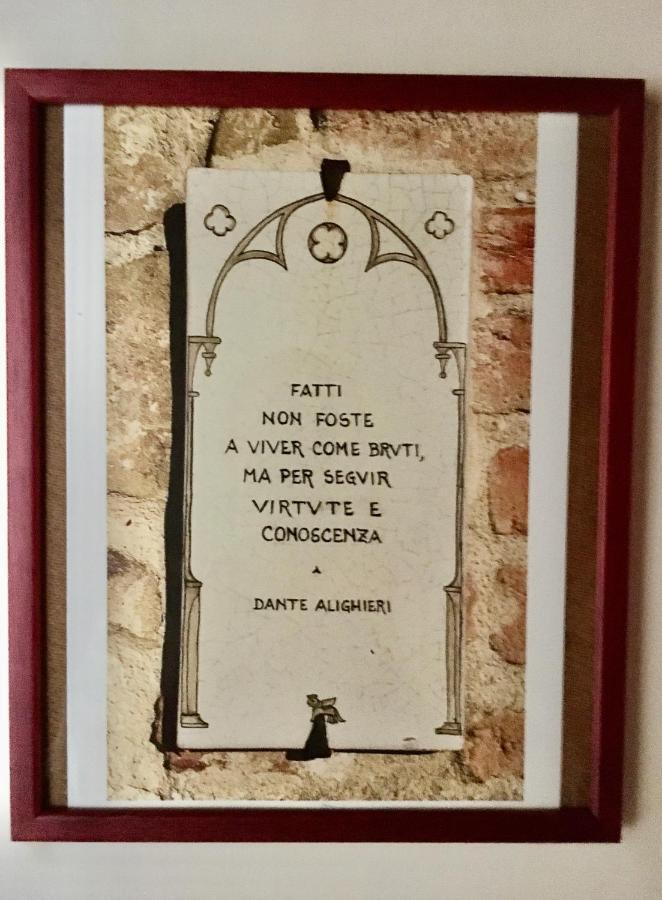 FATTI
NON FOSTE
A VIVER COME BRVTI,
MA PER SEGVIR
VIRTVTE E
CONOSCENZA
DANTE ALIGHIERI